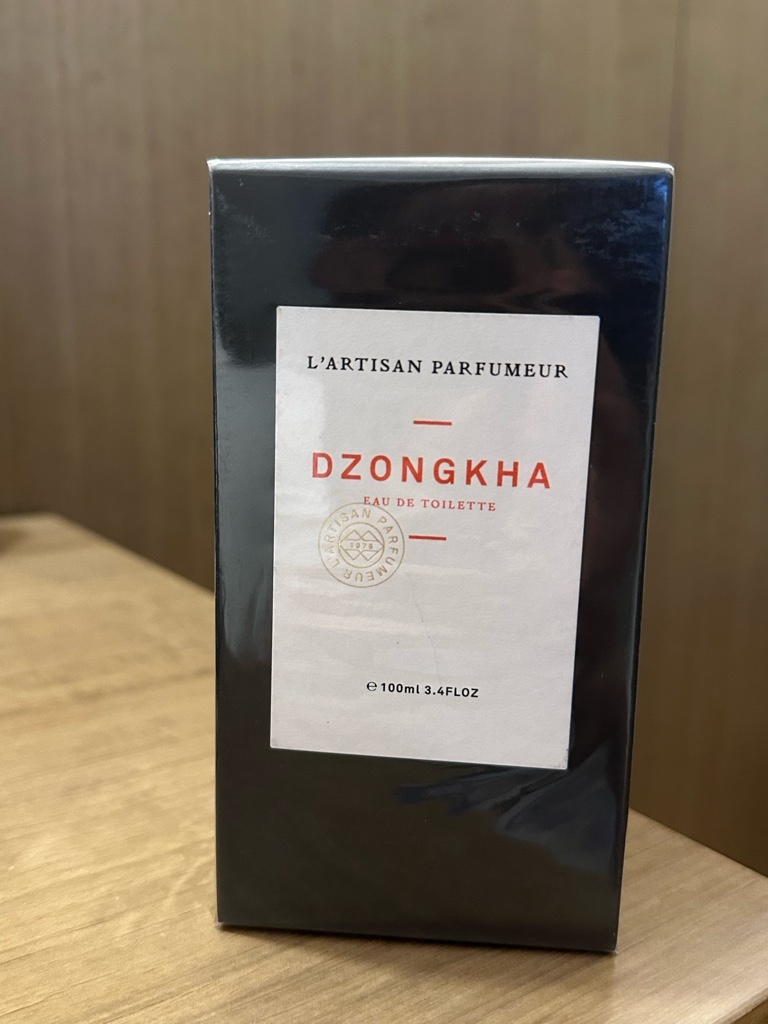 L'ARTISAN PARFUMEUR
DZONGKHA
EAU DE TOILETTE
L'ARTISAN PARFUMEUR
1976
℮100ml 3.4FLOZ